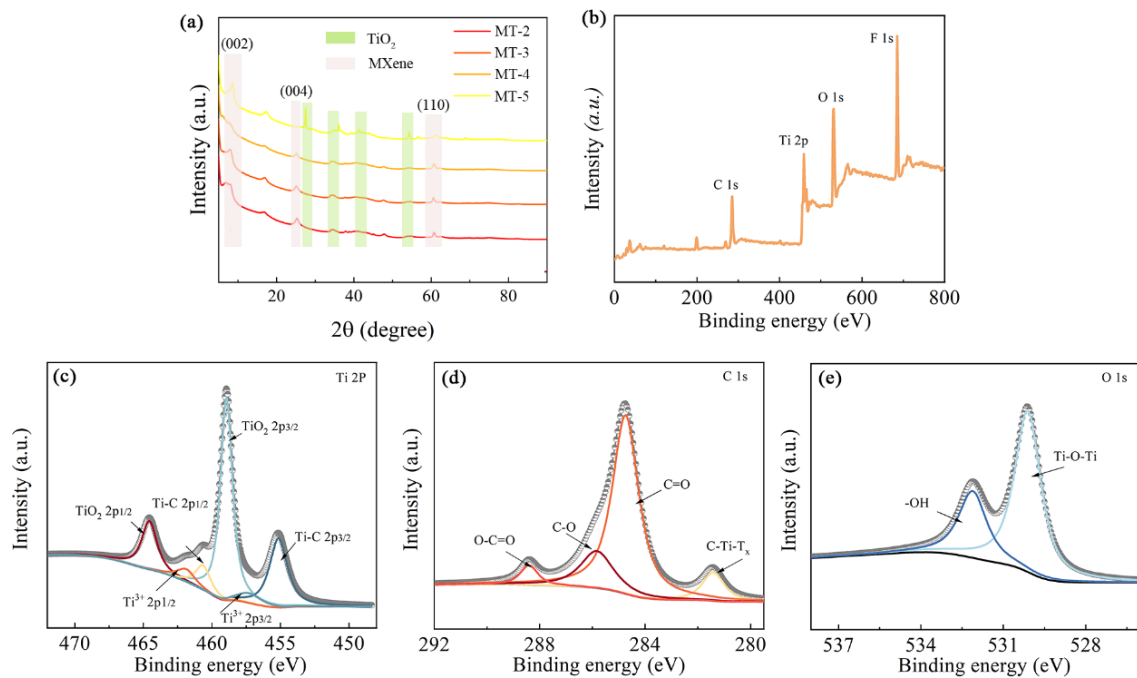 (a)
(002)
(004)
(110)
TiO2
MXene
MT-2
MT-3
MT-4
MT-5
Intensity (a.u.)
20
40
60
80
2θ (degree)
(b)
F 1s
O 1s
Ti 2p
C 1s
Intensity (a.u.)
0
200
400
600
800
Binding energy (eV)
(c)
Ti 2P
TiO2 2p3/2
Ti-C 2p1/2
TiO2 2p1/2
Ti-C 2p3/2
Ti3+ 2p1/2
Ti3+ 2p3/2
Intensity (a.u.)
470
465
460
455
450
Binding energy (eV)
(d)
C 1s
C=O
C-O
O-C=O
C-Ti-Tx
Intensity (a.u.)
292
288
284
280
Binding energy (eV)
(e)
O 1s
Ti-O-Ti
-OH
Intensity (a.u.)
537
534
531
528
Binding energy (eV)